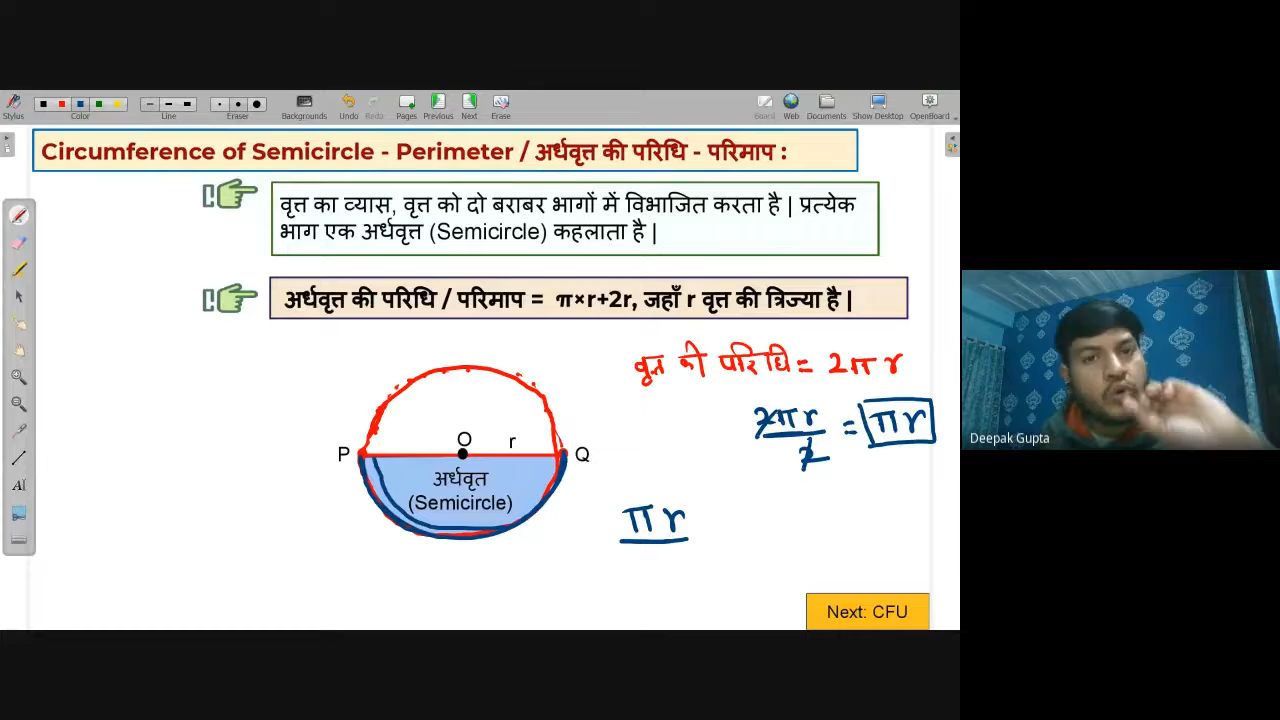 Stylus Color Line Eraser Backgrounds Undo Redo Pages Previous Next Erase Board Web Documents Show Desktop OpenBoard
Circumference of Semicircle - Perimeter / अर्धवृत्त की परिधि - परिमाप :
वृत्त का व्यास, वृत्त को दो बराबर भागों में विभाजित करता है | प्रत्येक
भाग एक अर्धवृत्त (Semicircle) कहलाता है |
अर्धवृत्त की परिधि / परिमाप = π×r+2r, जहाँ r वृत्त की त्रिज्या है |
वृत्त की परिधि = 2πr
2πr/2 = πr
P O r Q
अर्धवृत
(Semicircle)
πr
Deepak Gupta
Next: CFU